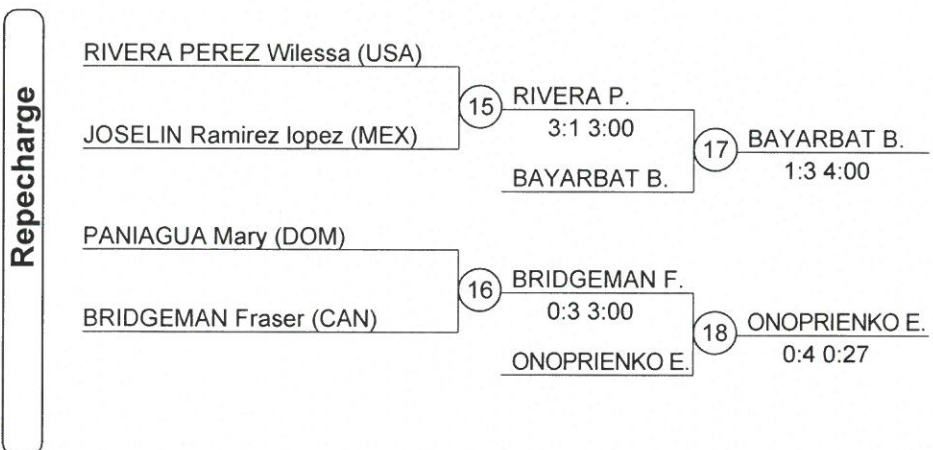 Repecharge
RIVERA PEREZ Wilessa (USA)
15
RIVERA P.
3:1 3:00
JOSELIN Ramirez lopez (MEX)
17
BAYARBAT B.
1:3 4:00
BAYARBAT B.
PANIAGUA Mary (DOM)
16
BRIDGEMAN F.
0:3 3:00
BRIDGEMAN Fraser (CAN)
18
ONOPRIENKO E.
0:4 0:27
ONOPRIENKO E.